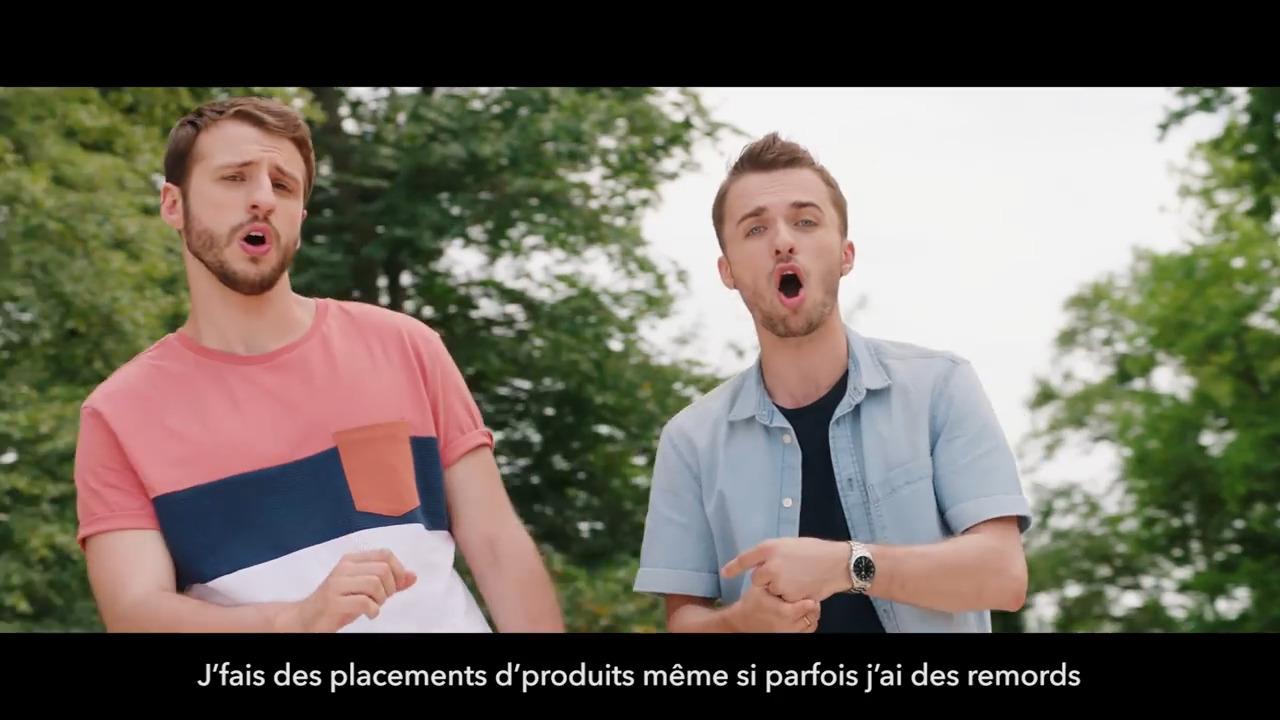 J’fais des placements d’produits même si parfois j’ai des remords